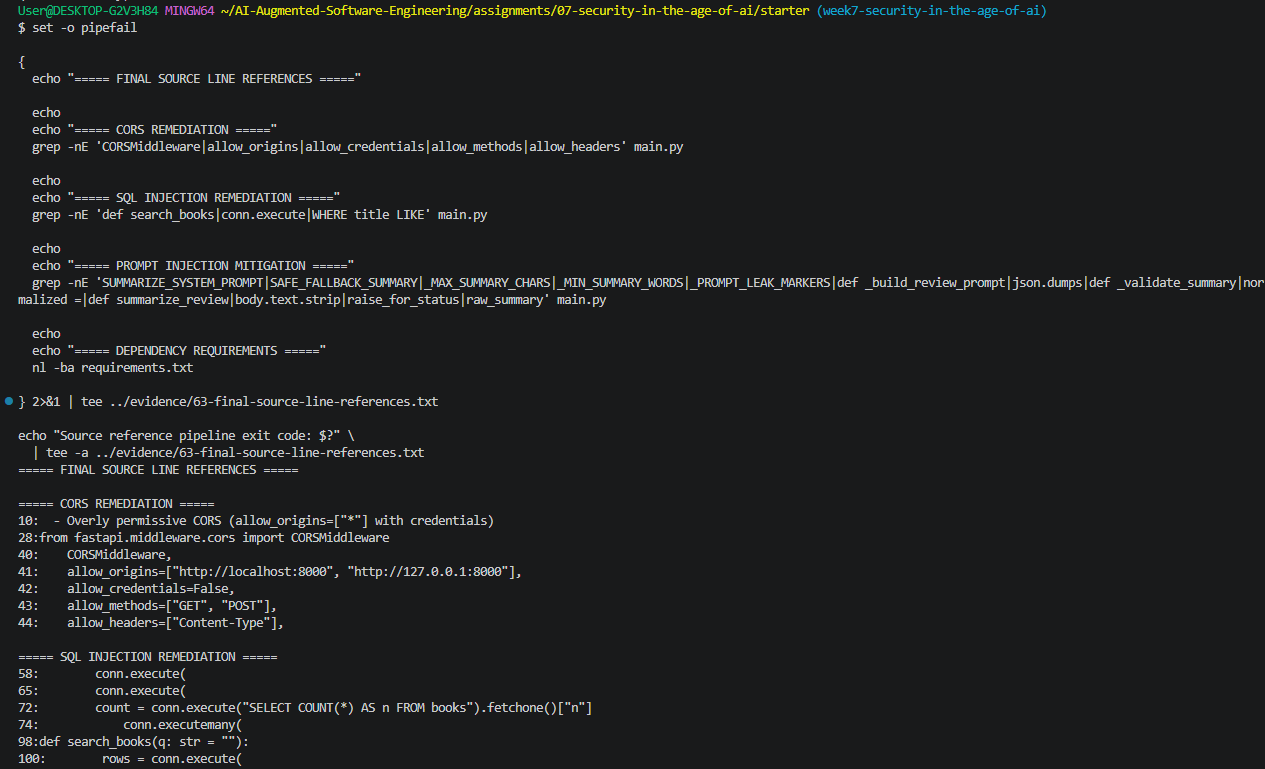 User@DESKTOP-G2V3H84 MINGW64 ~/AI-Augmented-Software-Engineering/assignments/07-security-in-the-age-of-ai/starter (week7-security-in-the-age-of-ai)
$ set -o pipefail
{
  echo "===== FINAL SOURCE LINE REFERENCES ====="
  echo
  echo "===== CORS REMEDIATION ====="
  grep -nE 'CORSMiddleware|allow_origins|allow_credentials|allow_methods|allow_headers' main.py
  echo
  echo "===== SQL INJECTION REMEDIATION ====="
  grep -nE 'def search_books|conn.execute|WHERE title LIKE' main.py
  echo
  echo "===== PROMPT INJECTION MITIGATION ====="
  grep -nE 'SUMMARIZE_SYSTEM_PROMPT|SAFE_FALLBACK_SUMMARY|_MAX_SUMMARY_CHARS|_MIN_SUMMARY_WORDS|_PROMPT_LEAK_MARKERS|def _build_review_prompt|json.dumps|def _validate_summary|nor
malized =|def summarize_review|body.text.strip|raise_for_status|raw_summary' main.py
  echo
  echo "===== DEPENDENCY REQUIREMENTS ====="
  nl -ba requirements.txt
} 2>&1 | tee ../evidence/63-final-source-line-references.txt
echo "Source reference pipeline exit code: $?" \
  | tee -a ../evidence/63-final-source-line-references.txt
===== FINAL SOURCE LINE REFERENCES =====
===== CORS REMEDIATION =====
10:  - Overly permissive CORS (allow_origins=["*"] with credentials)
28:from fastapi.middleware.cors import CORSMiddleware
40:    CORSMiddleware,
41:    allow_origins=["http://localhost:8000", "http://127.0.0.1:8000"],
42:    allow_credentials=False,
43:    allow_methods=["GET", "POST"],
44:    allow_headers=["Content-Type"],
===== SQL INJECTION REMEDIATION =====
58:        conn.execute(
65:        conn.execute(
72:        count = conn.execute("SELECT COUNT(*) AS n FROM books").fetchone()["n"]
74:            conn.executemany(
98:def search_books(q: str = ""):
100:        rows = conn.execute(